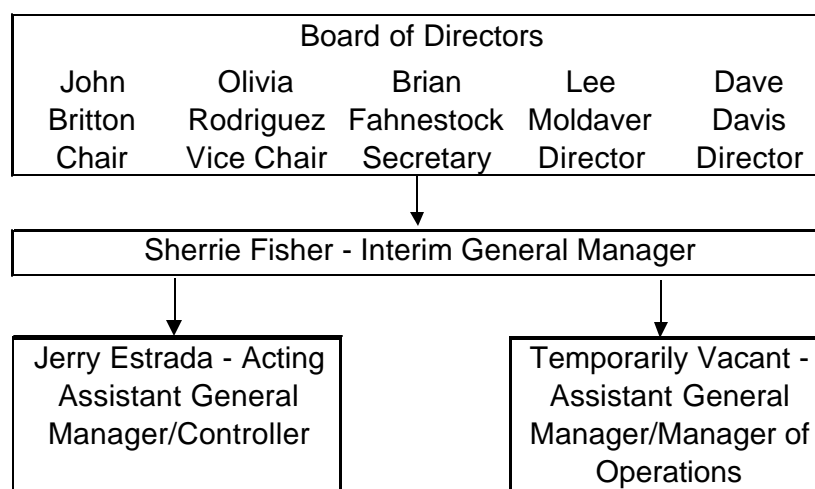 Board of Directors
John Olivia Brian Lee Dave
Britton Rodriguez Fahnestock Moldaver Davis
Chair Vice Chair Secretary Director Director
Sherrie Fisher - Interim General Manager
Jerry Estrada - Acting
Assistant General
Manager/Controller
Temporarily Vacant -
Assistant General
Manager/Manager of
Operations